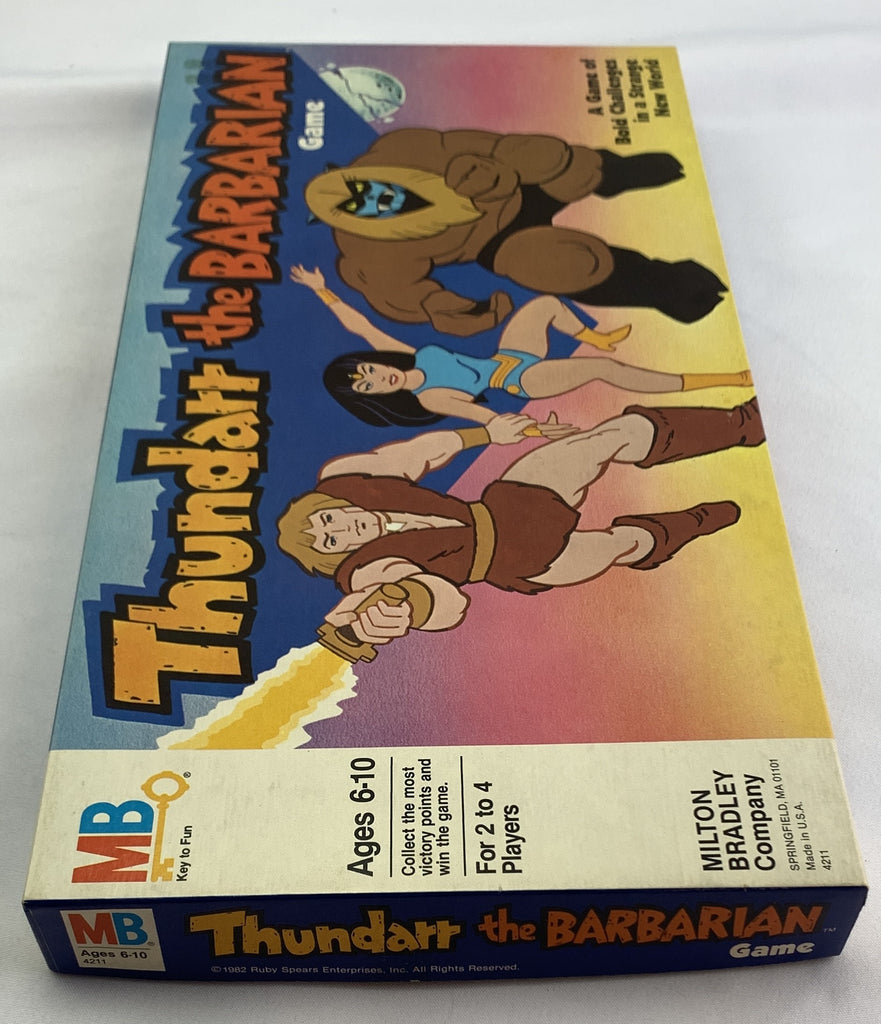 Thundarr the BARBARIAN
Game
A Game of
Bold Challenges
in a Strange
New World
MB®
Key to Fun
Ages 6-10
Collect the most
victory points and
win the game.
For 2 to 4
Players
MILTON
BRADLEY
Company
SPRINGFIELD, MA 01101
Made in U.S.A.
4211
MB®
Ages 6-10
4211
Thundarr the BARBARIAN™
Game
©1982 Ruby Spears Enterprises, Inc. All Rights Reserved.